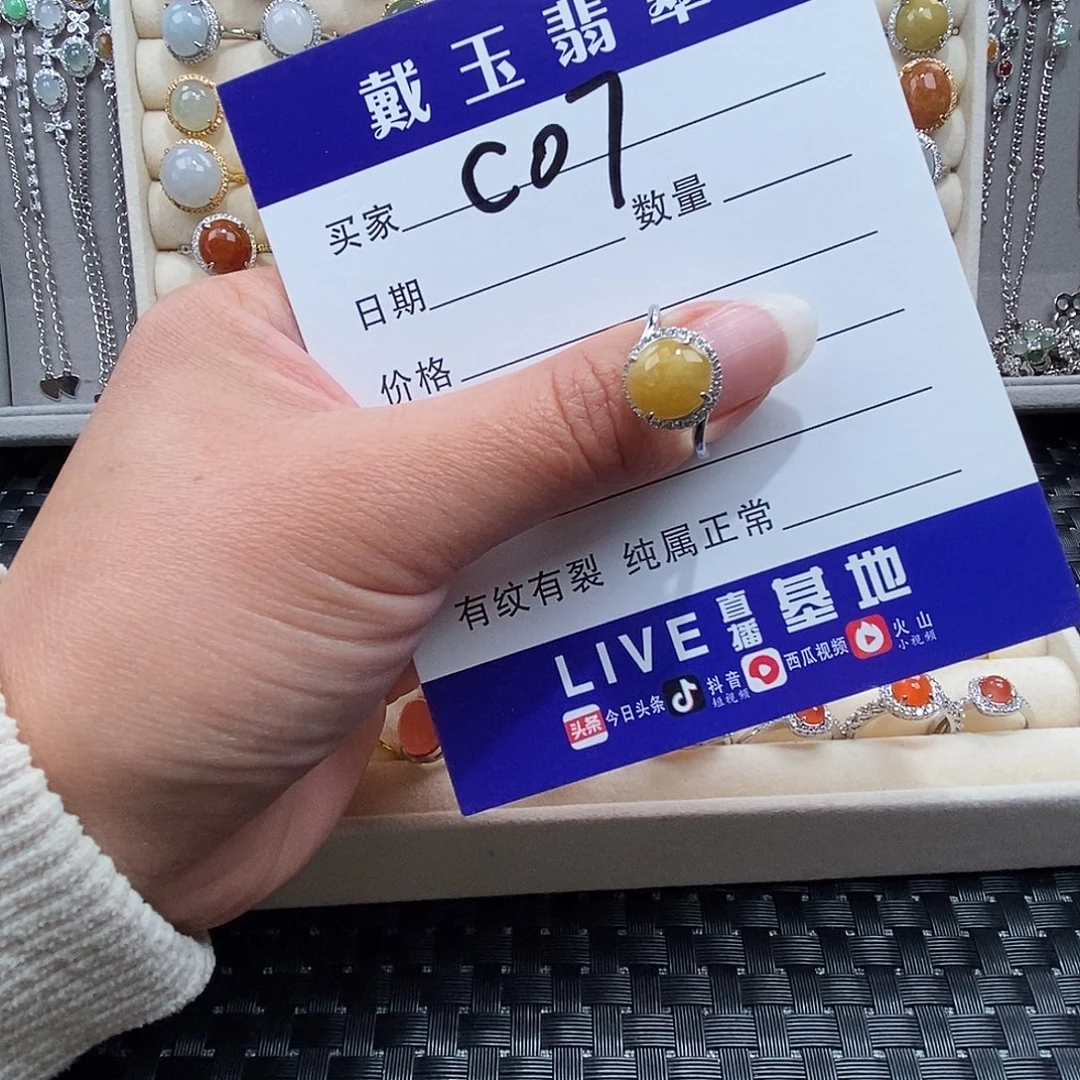 戴玉翡翠
C07
买家
数量
日期
价格
有纹有裂 纯属正常
LIVE 直播 基地
头条 今日头条 抖音 短视频 西瓜视频 火山 小视频